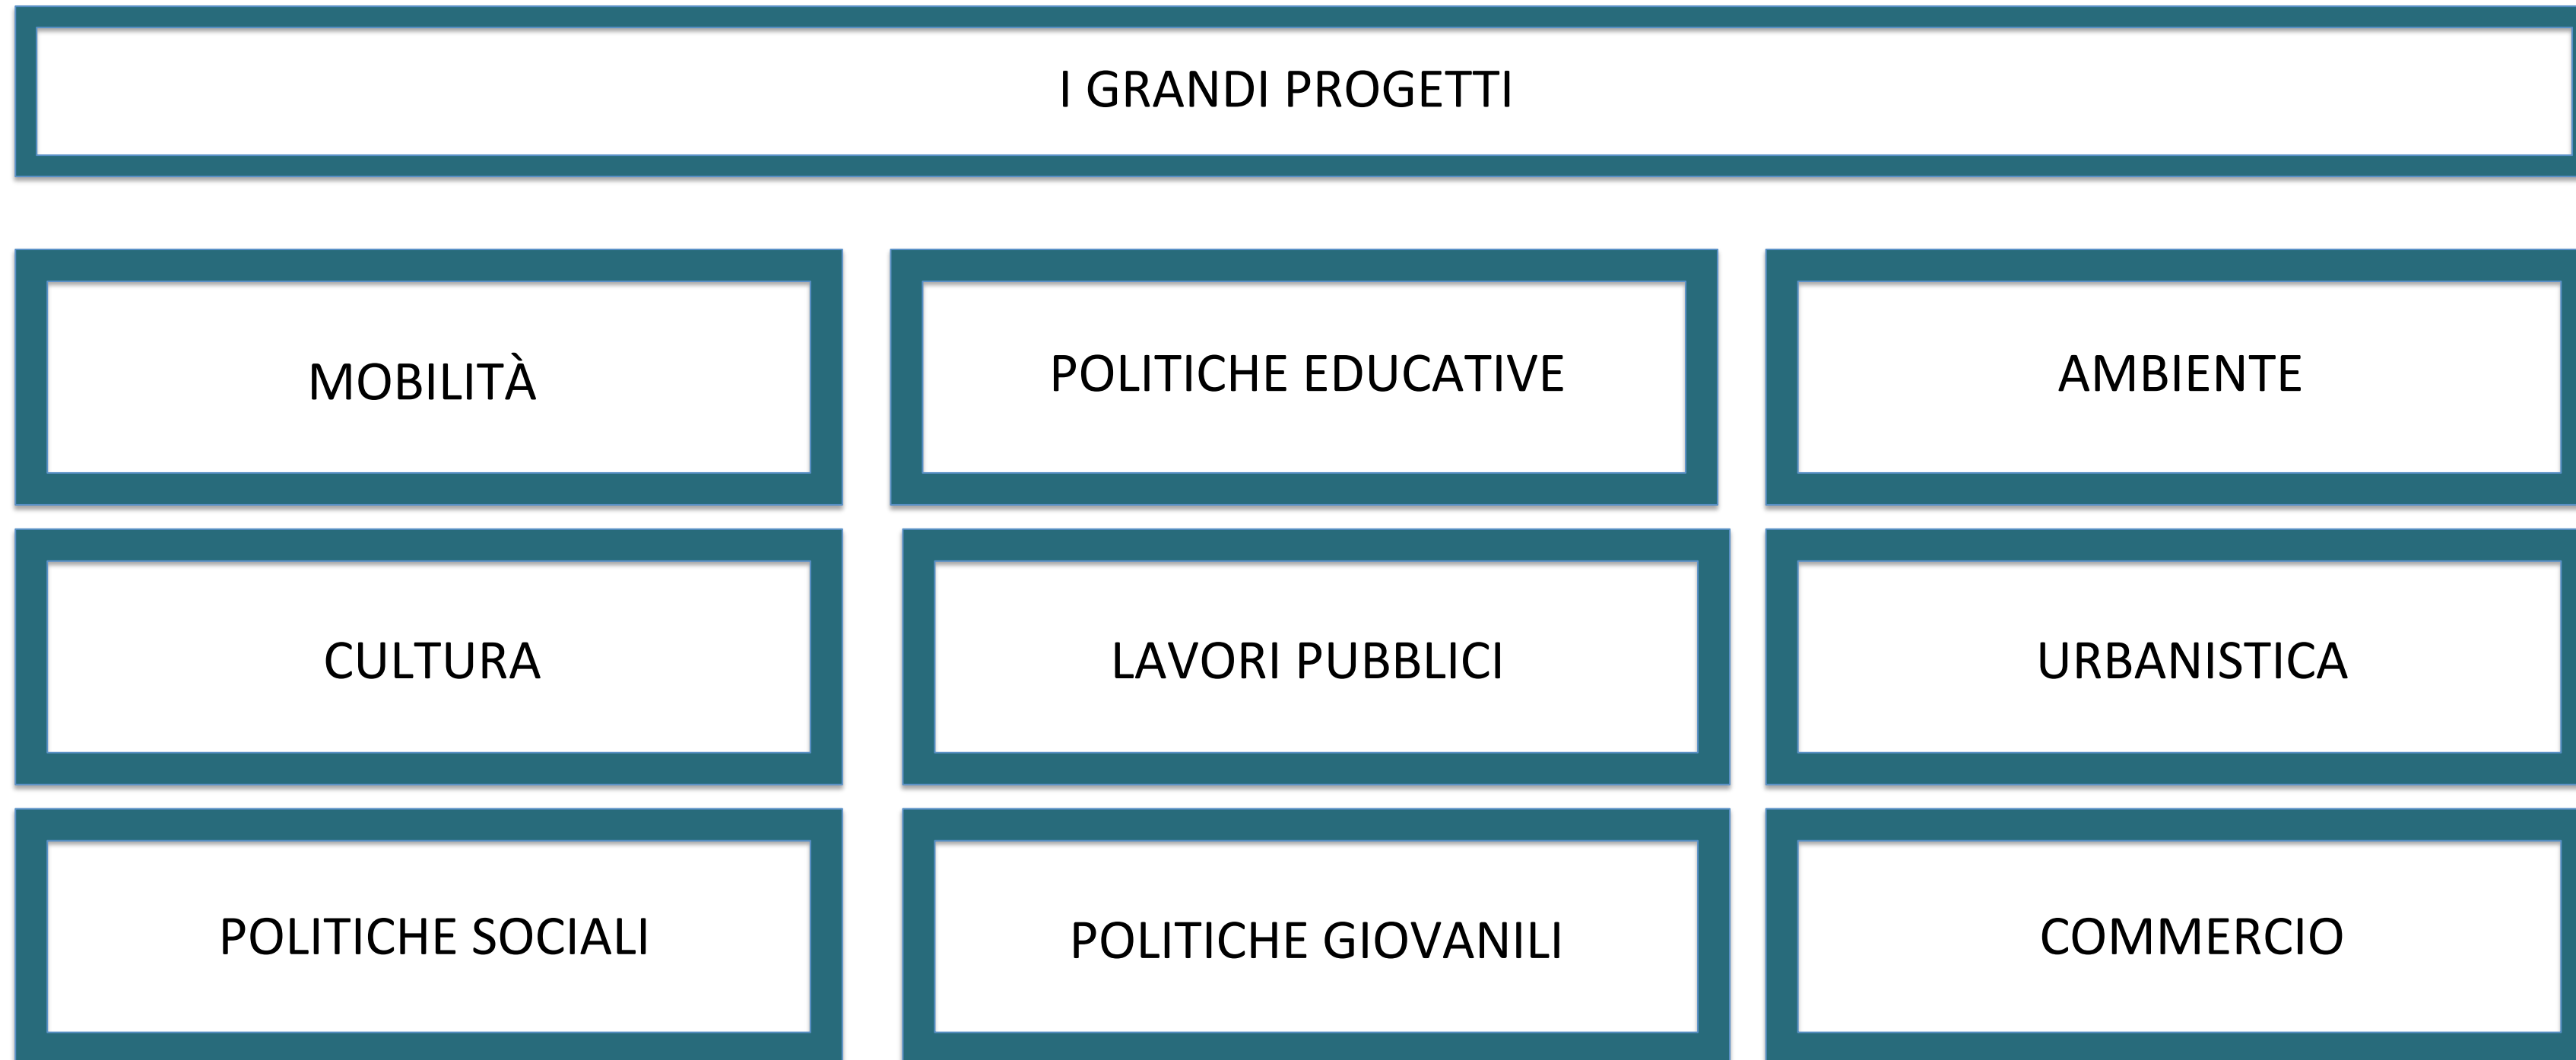 I GRANDI PROGETTI
MOBILITÀ
POLITICHE EDUCATIVE
AMBIENTE
CULTURA
LAVORI PUBBLICI
URBANISTICA
POLITICHE SOCIALI
POLITICHE GIOVANILI
COMMERCIO